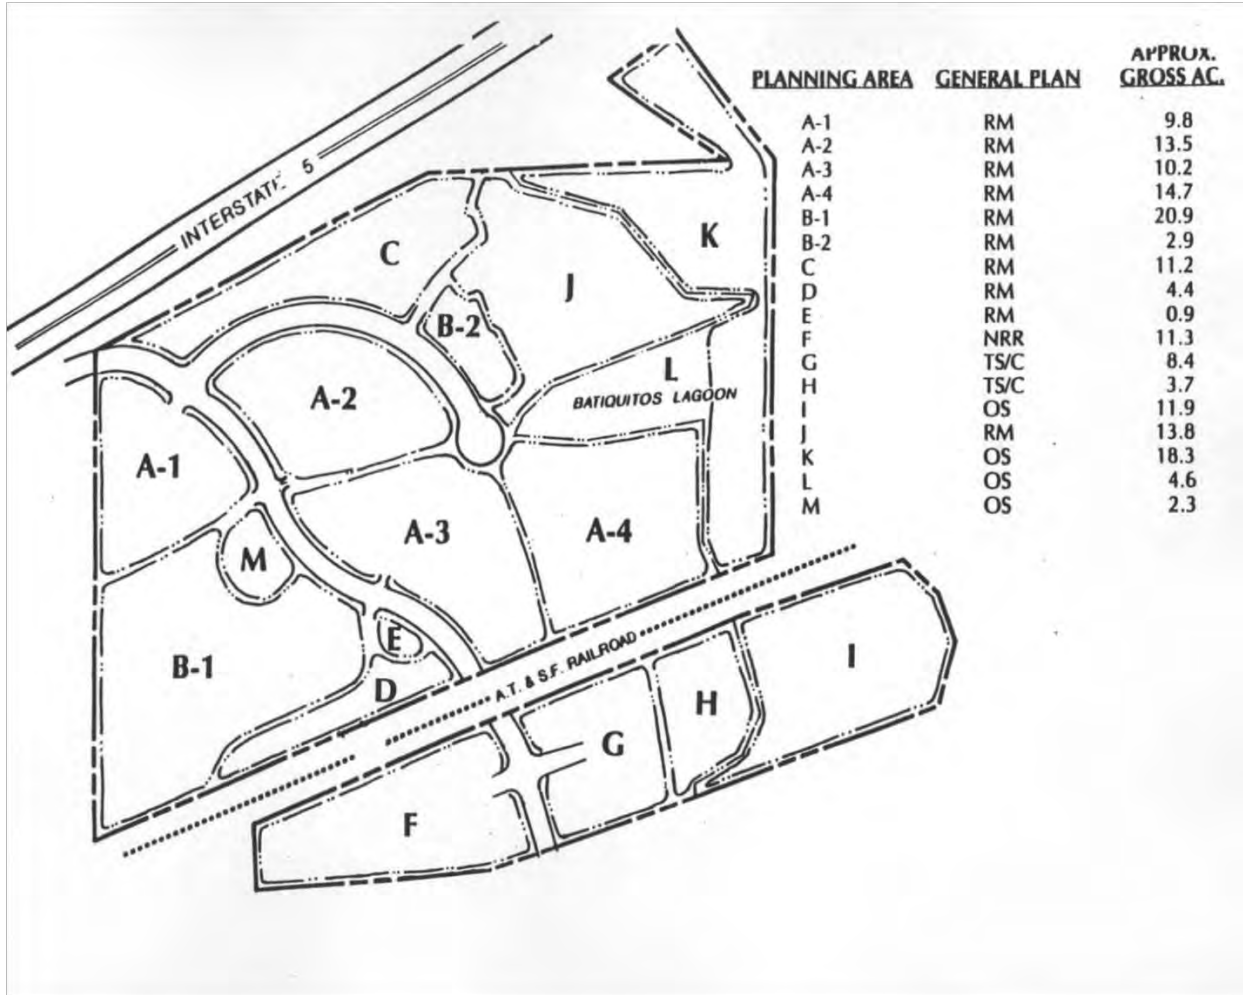 APPROX.
PLANNING AREA GENERAL PLAN GROSS AC.
A-1 RM 9.8
A-2 RM 13.5
A-3 RM 10.2
A-4 RM 14.7
B-1 RM 20.9
B-2 RM 2.9
C RM 11.2
D RM 4.4
E RM 0.9
F NRR 11.3
G TS/C 8.4
H TS/C 3.7
I OS 11.9
J RM 13.8
K OS 18.3
L OS 4.6
M OS 2.3
INTERSTATE 5
K
C
J
B-2
L
BATIQUITOS LAGOON
A-2
A-1
A-3
A-4
M
E
B-1
D
A.T. & S.F. RAILROAD
I
H
G
F